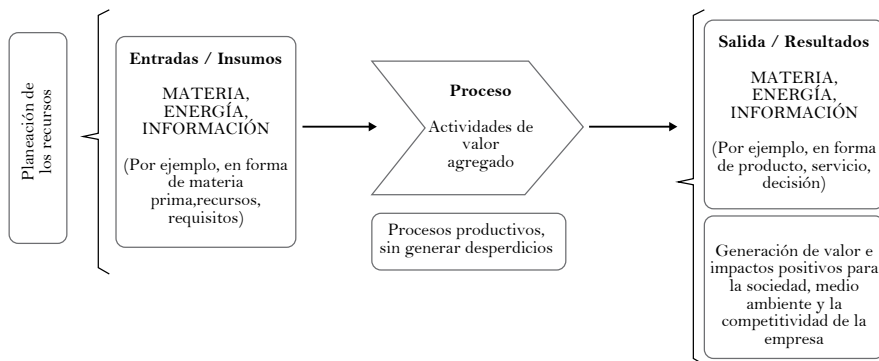 Planeación de
los recursos
Entradas / Insumos
MATERIA,
ENERGÍA,
INFORMACIÓN
(Por ejemplo, en forma
de materia
prima,recursos,
requisitos)
Proceso
Actividades de
valor
agregado
Procesos productivos,
sin generar desperdicios
Salida / Resultados
MATERIA,
ENERGÍA,
INFORMACIÓN
(Por ejemplo, en forma
de producto, servicio,
decisión)
Generación de valor e
impactos positivos para
la sociedad, medio
ambiente y la
competitividad de la
empresa